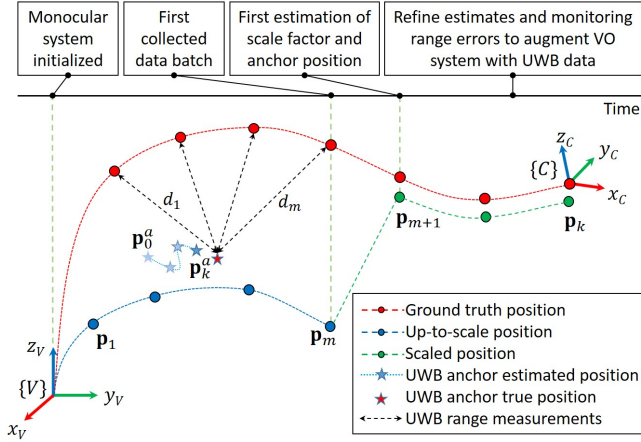 Monocular
system
initialized
First
collected
data batch
First estimation of
scale factor and
anchor position
Refine estimates and monitoring
range errors to augment VO
system with UWB data
Time
z_C
y_C
{C}
x_C
d_1
d_m
p_{m+1}
p_k
p_0^a
p_k^a
p_1
p_m
z_V
{V}
y_V
x_V
Ground truth position
Up-to-scale position
Scaled position
UWB anchor estimated position
UWB anchor true position
UWB range measurements